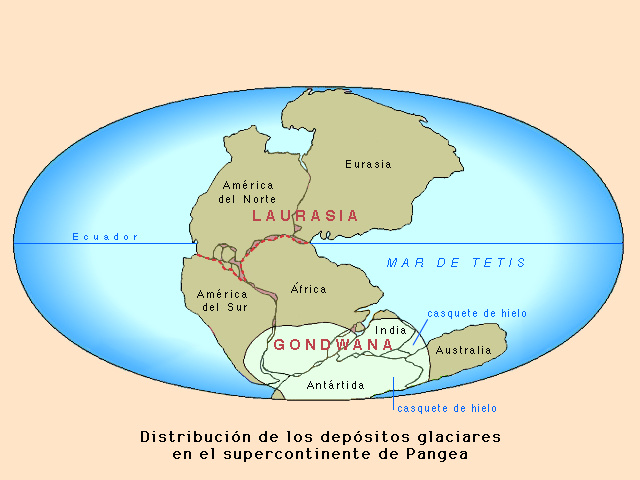 Eurasia
América
del Norte
LAURASIA
Ecuador
MAR DE TETIS
América
del Sur
África
casquete de hielo
India
GONDWANA
Australia
Antártida
casquete de hielo
Distribución de los depósitos glaciares
en el supercontinente de Pangea